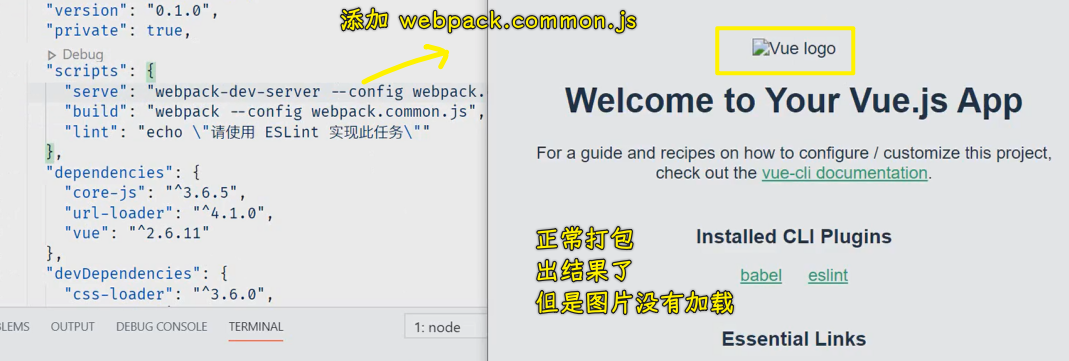 "version": "0.1.0",
"private": true,
Debug
"scripts": {
"serve": "webpack-dev-server --config webpack.
"build": "webpack --config webpack.common.js",
"lint": "echo \"请使用 ESLint 实现此任务\""
},
"dependencies": {
"core-js": "^3.6.5",
"url-loader": "^4.1.0",
"vue": "^2.6.11"
},
"devDependencies": {
"css-loader": "^3.6.0",
BLEMS OUTPUT DEBUG CONSOLE TERMINAL
1: node
添加 webpack.common.js
Vue logo
Welcome to Your Vue.js App
For a guide and recipes on how to configure / customize this project,
check out the vue-cli documentation.
正常打包
出结果了
但是图片没有加载
Installed CLI Plugins
babel eslint
Essential Links